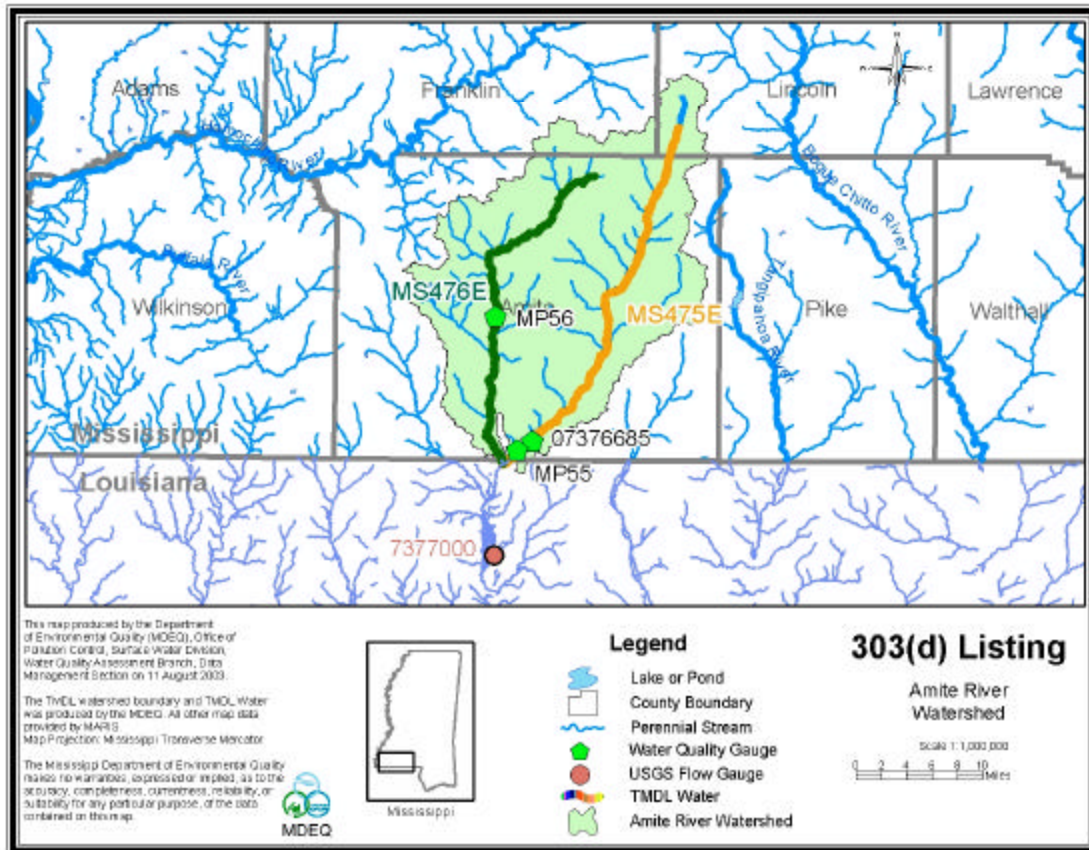 Adams
Franklin
Lincoln
Lawrence
Homochitto River
Bogue Chitto River
Buffalo River
Wilkinson
MS476E
Amite
MP56
MS475E
Tangipahoa River
Pike
Walthall
Mississippi
Louisiana
07376685
MP55
7377000
This map produced by the Department
of Environmental Quality (MDEQ), Office of
Pollution Control, Surface Water Division,
Water Quality Assessment Branch, Data
Management Section on 11 August 2003.
The TMDL watershed boundary and TMDL Water
was produced by the MDEQ. All other map data
provided by MARIS.
Map Projection: Mississippi Transverse Mercator
The Mississippi Department of Environmental Quality
makes no warranties, expressed or implied, as to the
accuracy, completeness, currentness, reliability, or
suitability for any particular purpose, of the data
contained on this map.
MDEQ
Mississippi
Legend
Lake or Pond
County Boundary
Perennial Stream
Water Quality Gauge
USGS Flow Gauge
TMDL Water
Amite River Watershed
303(d) Listing
Amite River
Watershed
Scale 1:1,000,000
0 2 4 6 8 10 Miles